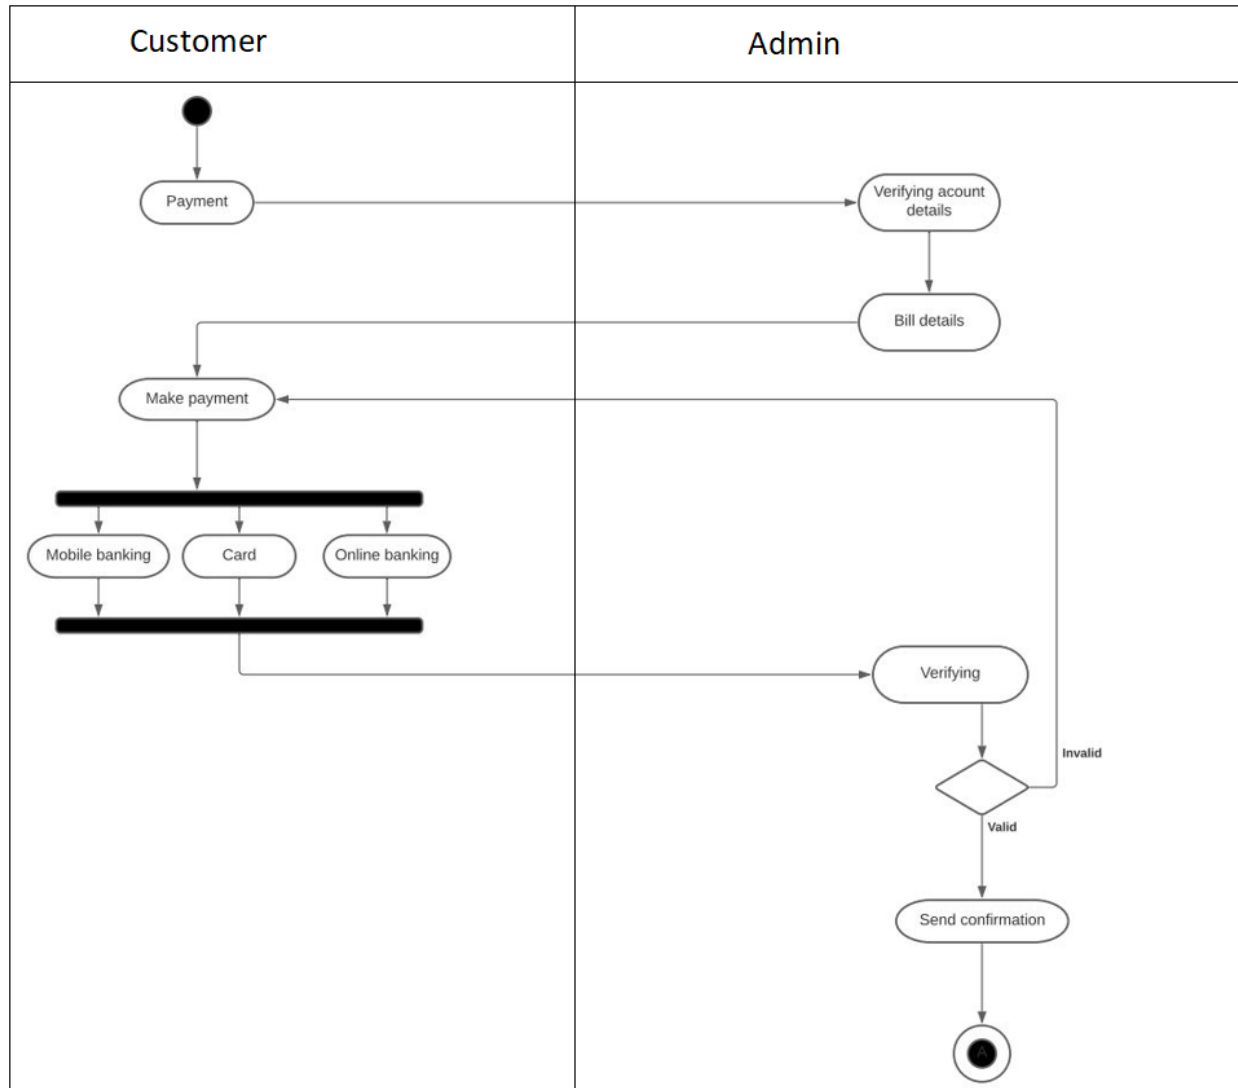 Customer
Admin
Payment
Verifying acount
details
Bill details
Make payment
Mobile banking
Card
Online banking
Verifying
Invalid
Valid
Send confirmation
A